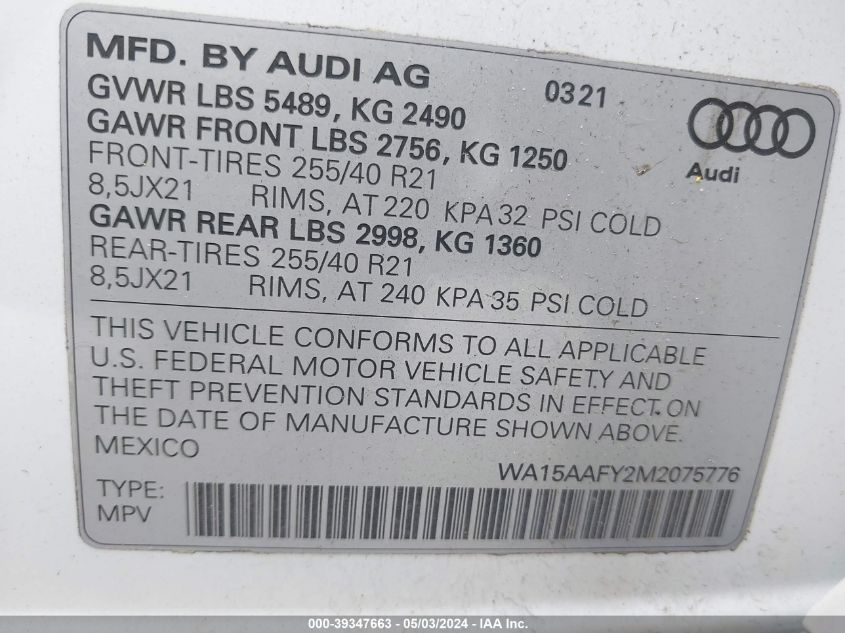 MFD. BY AUDI AG 0321
GVWR LBS 5489, KG 2490
GAWR FRONT LBS 2756, KG 1250
Audi
FRONT-TIRES 255/40 R21
8,5JX21 RIMS, AT 220 KPA 32 PSI COLD
GAWR REAR LBS 2998, KG 1360
REAR-TIRES 255/40 R21
8,5JX21 RIMS, AT 240 KPA 35 PSI COLD
THIS VEHICLE CONFORMS TO ALL APPLICABLE
U.S. FEDERAL MOTOR VEHICLE SAFETY AND
THEFT PREVENTION STANDARDS IN EFFECT ON
THE DATE OF MANUFACTURE SHOWN ABOVE.
MEXICO
WA15AAFY2M2075776
TYPE:
MPV
000-39347663 - 05/03/2024 - IAA Inc.